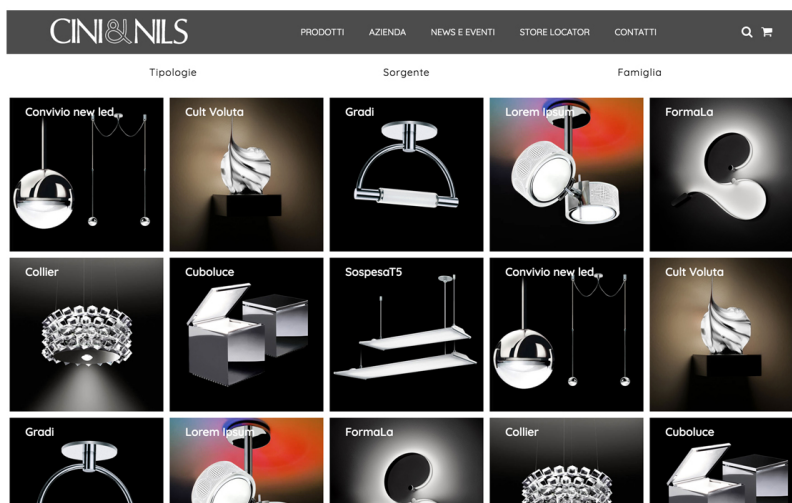 CINI&NILS
PRODOTTI AZIENDA NEWS E EVENTI STORE LOCATOR CONTATTI
Tipologie Sorgente Famiglia
Convivio new led Cult Voluta Gradi Lorem Ipsum FormaLa
Collier Cuboluce SospesaT5 Convivio new led Cult Voluta
Gradi Lorem Ipsum FormaLa Collier Cuboluce